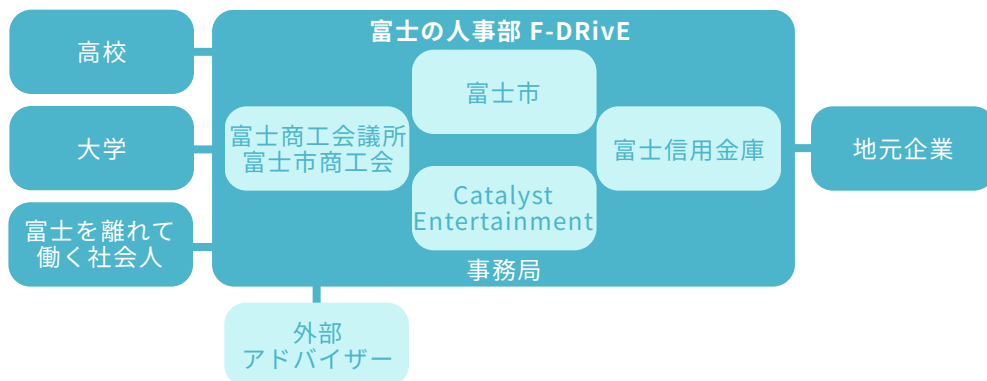 富士の人事部 F-DRivE
高校
大学
富士を離れて
働く社会人
富士市
富士商工会議所
富士市商工会
富士信用金庫
Catalyst
Entertainment
事務局
地元企業
外部
アドバイザー